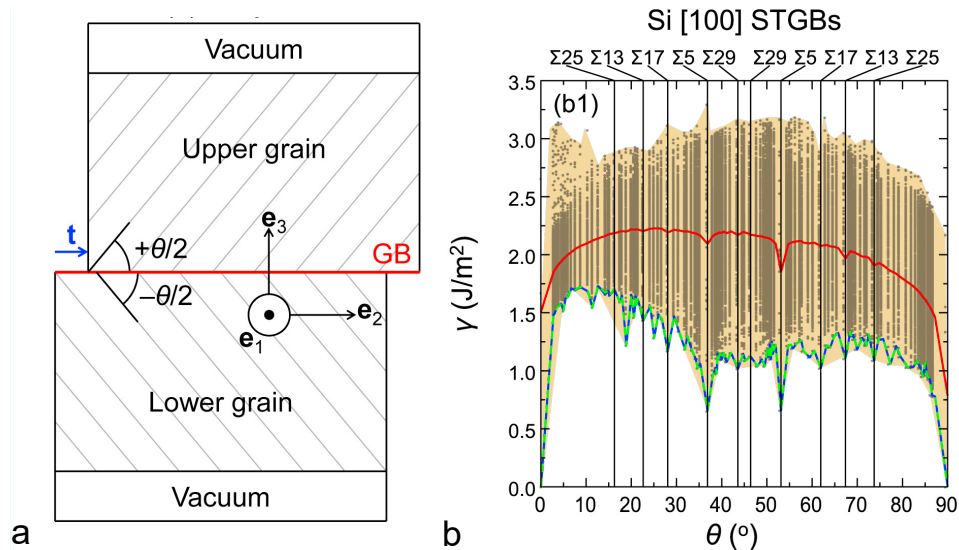 Vacuum
Upper grain
t
+θ/2
e3
GB
−θ/2
e2
e1
Lower grain
Vacuum
a
Si [100] STGBs
Σ25 Σ13 Σ17 Σ5 Σ29 Σ29 Σ5 Σ17 Σ13 Σ25
(b1)
3.5
3.0
2.5
2.0
1.5
1.0
0.5
0.0
γ (J/m²)
0 10 20 30 40 50 60 70 80 90
θ (°)
b